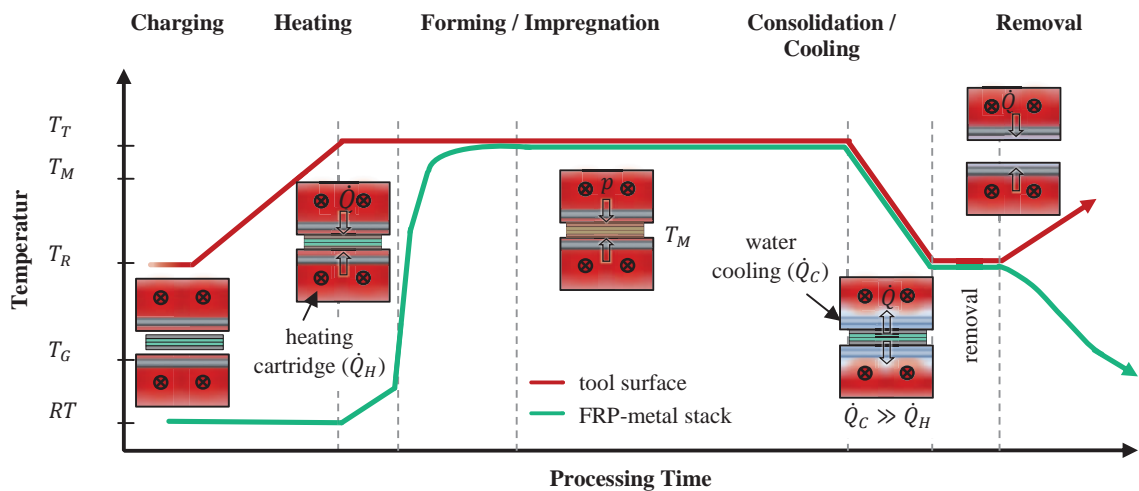 Charging
Heating
Forming / Impregnation
Consolidation /
Cooling
Removal
Temperatur
T_T
T_M
T_R
T_G
RT
Q̇
heating
cartridge (Q̇_H)
p
T_M
water
cooling (Q̇_C)
Q̇
Q̇_C ≫ Q̇_H
removal
Q̇
tool surface
FRP-metal stack
Processing Time